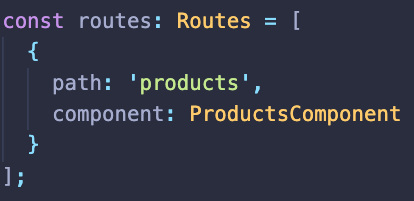 const routes: Routes = [
  {
    path: 'products',
    component: ProductsComponent
  }
];